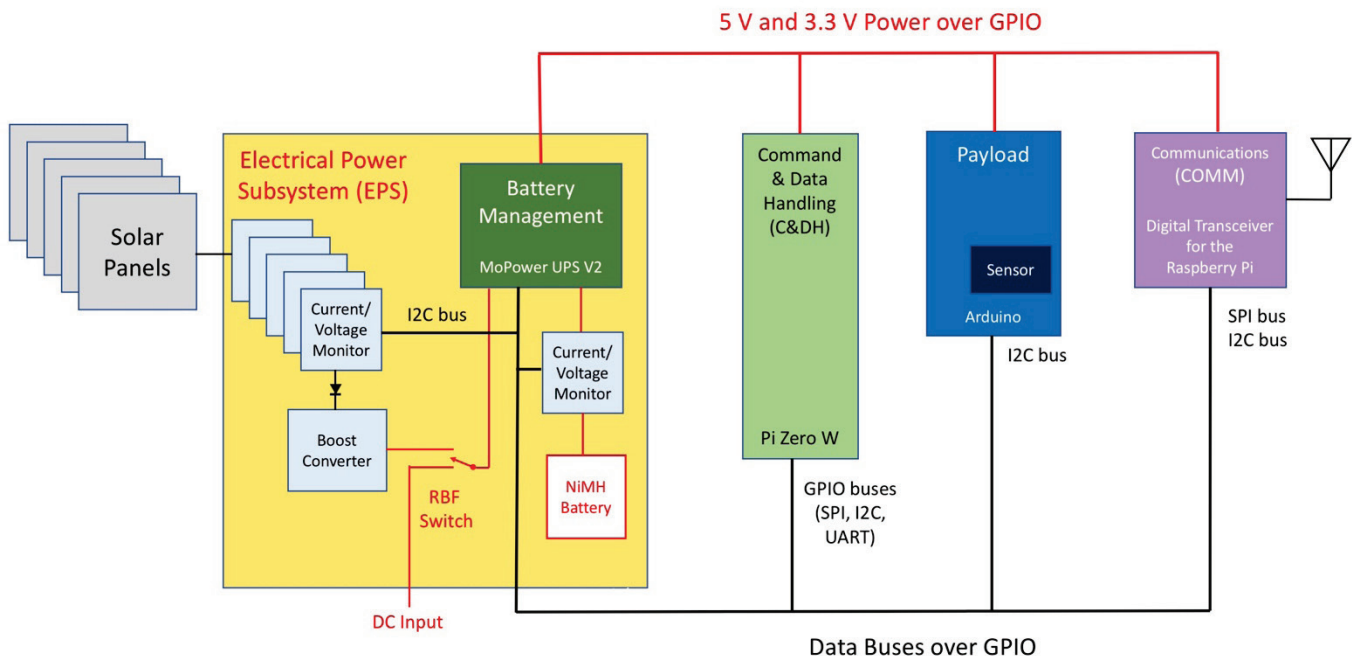 5 V and 3.3 V Power over GPIO
Solar
Panels
Electrical Power
Subsystem (EPS)
Battery
Management
MoPower UPS V2
Current/
Voltage
Monitor
I2C bus
Current/
Voltage
Monitor
Boost
Converter
RBF
Switch
NiMH
Battery
DC Input
Command
& Data
Handling
(C&DH)
Pi Zero W
GPIO buses
(SPI, I2C,
UART)
Payload
Sensor
Arduino
I2C bus
Communications
(COMM)
Digital Transceiver
for the
Raspberry Pi
SPI bus
I2C bus
Data Buses over GPIO